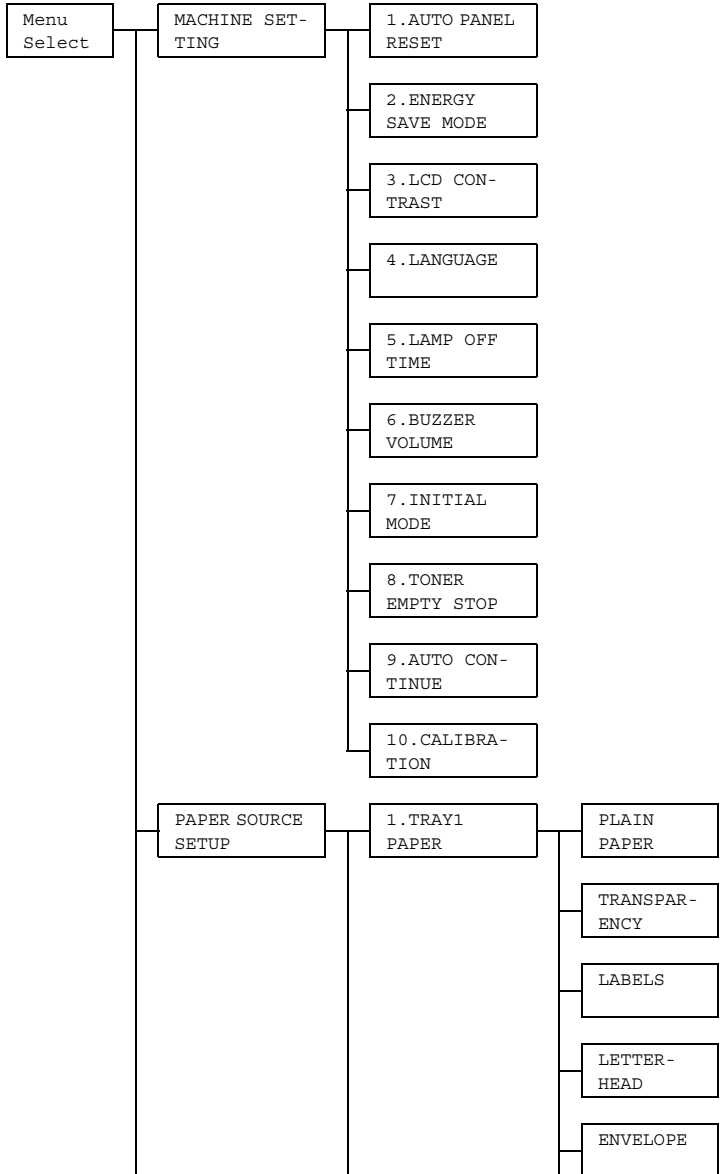 Menu
Select
MACHINE SET-
TING
1.AUTO PANEL
RESET
2.ENERGY
SAVE MODE
3.LCD CON-
TRAST
4.LANGUAGE
5.LAMP OFF
TIME
6.BUZZER
VOLUME
7.INITIAL
MODE
8.TONER
EMPTY STOP
9.AUTO CON-
TINUE
10.CALIBRA-
TION
PAPER SOURCE
SETUP
1.TRAY1
PAPER
PLAIN
PAPER
TRANSPAR-
ENCY
LABELS
LETTER-
HEAD
ENVELOPE